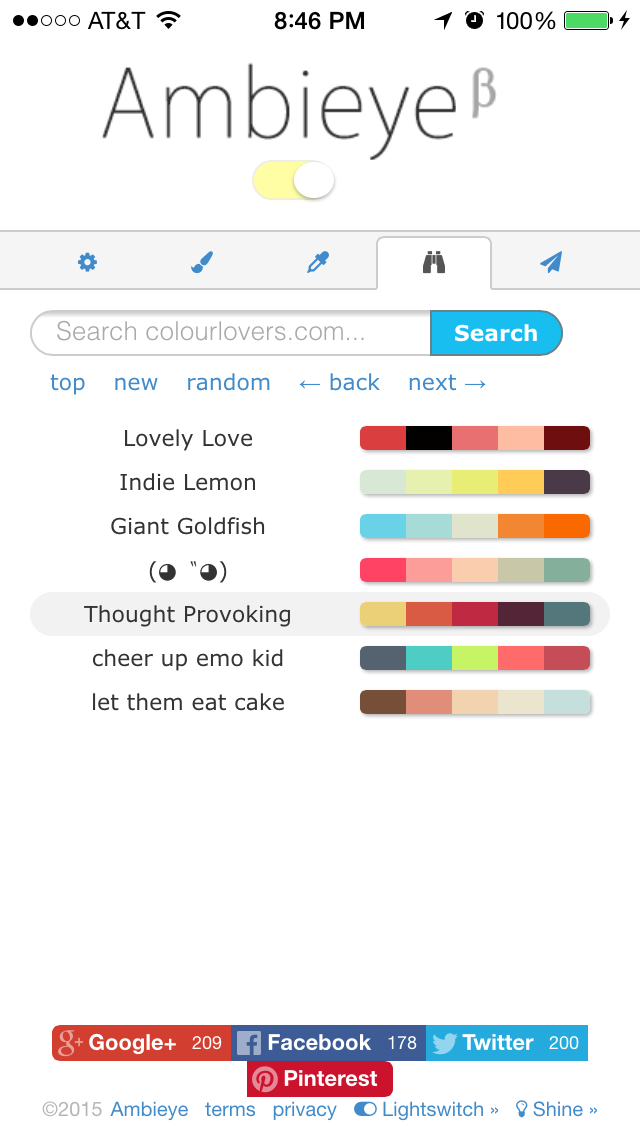 AT&T 8:46 PM 100%
Ambieye β
Search colourlovers.com... Search
top new random ← back next →
Lovely Love
Indie Lemon
Giant Goldfish
(◕ ‶◕)
Thought Provoking
cheer up emo kid
let them eat cake
g+ Google+ 209 f Facebook 178 Twitter 200
Pinterest
©2015 Ambieye terms privacy Lightswitch » Shine »